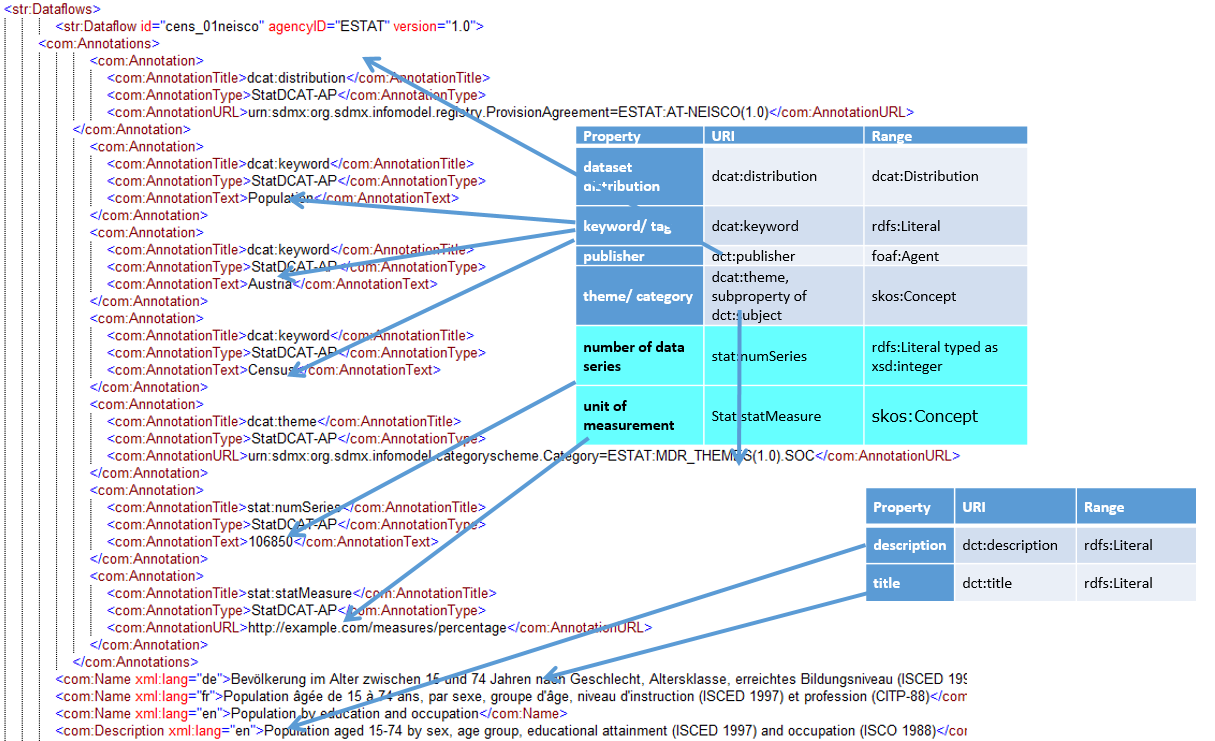 <str:Dataflows>
<str:Dataflow id="cens_01neisco" agencyID="ESTAT" version="1.0">
<com:Annotations>
<com:Annotation>
<com:AnnotationTitle>dcat:distribution</com:AnnotationTitle>
<com:AnnotationType>StatDCAT-AP</com:AnnotationType>
<com:AnnotationURL>urn:sdmx:org.sdmx.infomodel.registry.ProvisionAgreement=ESTAT:AT-NEISCO(1.0)</com:AnnotationURL>
</com:Annotation>
<com:Annotation>
<com:AnnotationTitle>dcat:keyword</com:AnnotationTitle>
<com:AnnotationType>StatDCAT-AP</com:AnnotationType>
<com:AnnotationText>Population</com:AnnotationText>
</com:Annotation>
<com:Annotation>
<com:AnnotationTitle>dcat:keyword</com:AnnotationTitle>
<com:AnnotationType>StatDCAT-AP</com:AnnotationType>
<com:AnnotationText>Austria</com:AnnotationText>
</com:Annotation>
<com:Annotation>
<com:AnnotationTitle>dcat:keyword</com:AnnotationTitle>
<com:AnnotationType>StatDCAT-AP</com:AnnotationType>
<com:AnnotationText>Census</com:AnnotationText>
</com:Annotation>
<com:Annotation>
<com:AnnotationTitle>dcat:theme</com:AnnotationTitle>
<com:AnnotationType>StatDCAT-AP</com:AnnotationType>
<com:AnnotationURL>urn:sdmx:org.sdmx.infomodel.categoryscheme.Category=ESTAT:MDR_THEMES(1.0).SOC</com:AnnotationURL>
</com:Annotation>
<com:Annotation>
<com:AnnotationTitle>stat:numSeries</com:AnnotationTitle>
<com:AnnotationType>StatDCAT-AP</com:AnnotationType>
<com:AnnotationText>106850</com:AnnotationText>
</com:Annotation>
<com:Annotation>
<com:AnnotationTitle>stat:statMeasure</com:AnnotationTitle>
<com:AnnotationType>StatDCAT-AP</com:AnnotationType>
<com:AnnotationURL>http://example.com/measures/percentage</com:AnnotationURL>
</com:Annotation>
</com:Annotations>
<com:Name xml:lang="de">Bevölkerung im Alter zwischen 15 und 74 Jahren nach Geschlecht, Altersklasse, erreichtes Bildungsniveau (ISCED 199
<com:Name xml:lang="fr">Population âgée de 15 à 74 ans, par sexe, groupe d'âge, niveau d'instruction (ISCED 1997) et profession (CITP-88)</com
<com:Name xml:lang="en">Population by education and occupation</com:Name>
<com:Description xml:lang="en">Population aged 15-74 by sex, age group, educational attainment (ISCED 1997) and occupation (ISCO 1988)</com
Property URI Range
dataset
distribution dcat:distribution dcat:Distribution
keyword/ tag dcat:keyword rdfs:Literal
publisher dct:publisher foaf:Agent
theme/ category dcat:theme,
subproperty of
dct:subject skos:Concept
number of data
series stat:numSeries rdfs:Literal typed as
xsd:integer
unit of
measurement Stat:statMeasure skos:Concept
Property URI Range
description dct:description rdfs:Literal
title dct:title rdfs:Literal